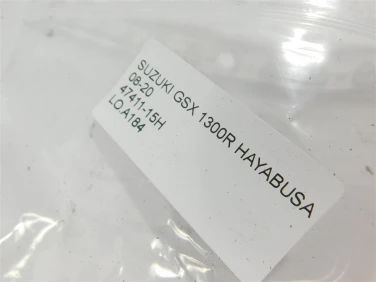 SUZUKI GSX 1300R HAYABUSA
08-20
47411-15H
LO.A184